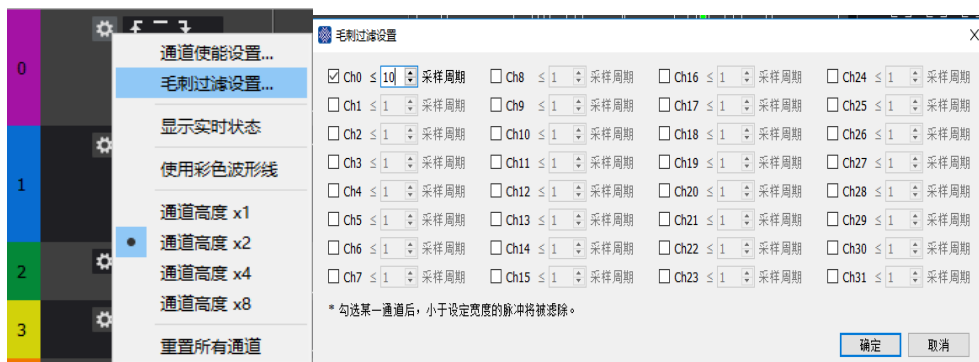 0
1
2
3
通道使能设置...
毛刺过滤设置...
显示实时状态
使用彩色波形线
通道高度 x1
通道高度 x2
通道高度 x4
通道高度 x8
重置所有通道
毛刺过滤设置
Ch0 ≤ 10 采样周期 Ch8 ≤ 1 采样周期 Ch16 ≤ 1 采样周期 Ch24 ≤ 1 采样周期
Ch1 ≤ 1 采样周期 Ch9 ≤ 1 采样周期 Ch17 ≤ 1 采样周期 Ch25 ≤ 1 采样周期
Ch2 ≤ 1 采样周期 Ch10 ≤ 1 采样周期 Ch18 ≤ 1 采样周期 Ch26 ≤ 1 采样周期
Ch3 ≤ 1 采样周期 Ch11 ≤ 1 采样周期 Ch19 ≤ 1 采样周期 Ch27 ≤ 1 采样周期
Ch4 ≤ 1 采样周期 Ch12 ≤ 1 采样周期 Ch20 ≤ 1 采样周期 Ch28 ≤ 1 采样周期
Ch5 ≤ 1 采样周期 Ch13 ≤ 1 采样周期 Ch21 ≤ 1 采样周期 Ch29 ≤ 1 采样周期
Ch6 ≤ 1 采样周期 Ch14 ≤ 1 采样周期 Ch22 ≤ 1 采样周期 Ch30 ≤ 1 采样周期
Ch7 ≤ 1 采样周期 Ch15 ≤ 1 采样周期 Ch23 ≤ 1 采样周期 Ch31 ≤ 1 采样周期
* 勾选某一通道后，小于设定宽度的脉冲将被滤除。
确定 取消